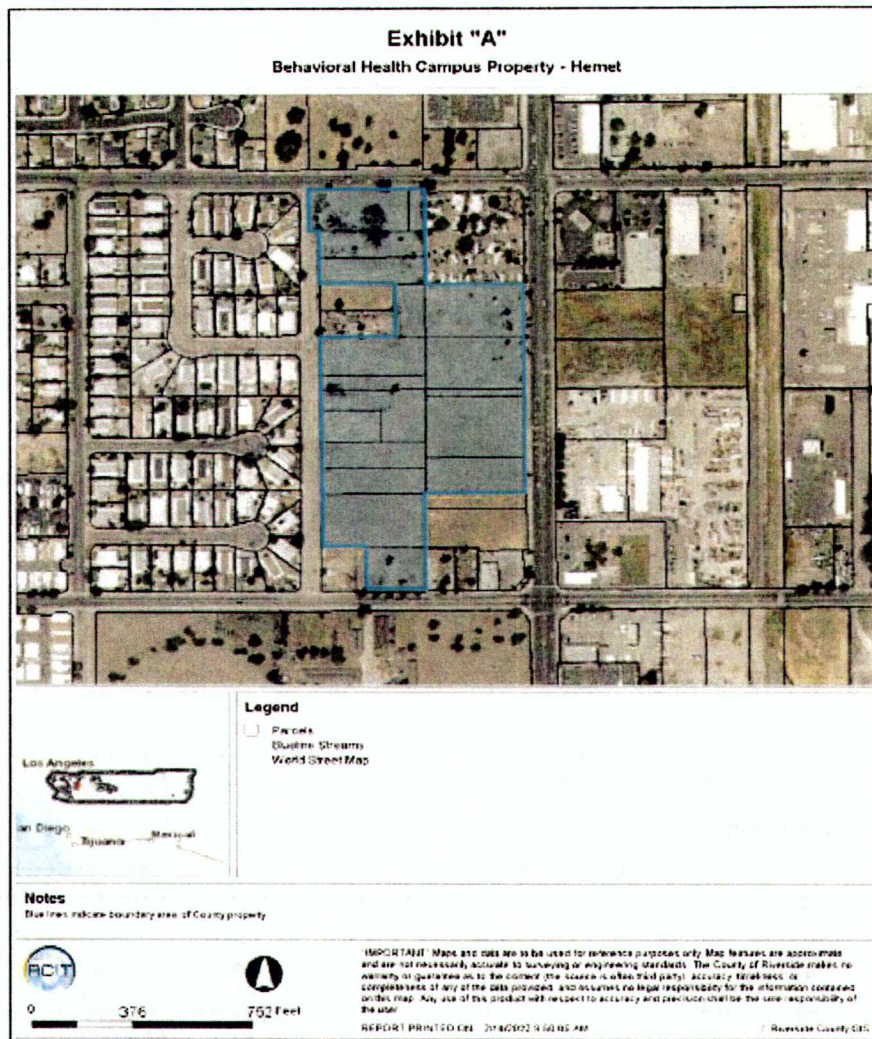 Exhibit "A"
Behavioral Health Campus Property - Hemet
Legend
Parcels
Blueline Streams
World Street Map
Los Angeles
an Diego
Tijuana
Mexicali
Notes
Blue lines indicate boundary area of County property
RCIT
0 376 752 Feet
"IMPORTANT" Maps and data are to be used for reference purposes only. Map features are approximate
and are not necessarily accurate to surveying or engineering standards. The County of Riverside makes no
warranty or guarantee as to the content (the source is often third party), accuracy, timeliness, or
completeness of any of the data provided, and assumes no legal responsibility for the information contained
on this map. Any use of this product with respect to accuracy and precision shall be the sole responsibility of
the user.
REPORT PRINTED ON
Riverside County GIS